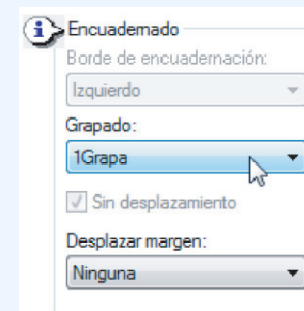 Encuadernado
Borde de encuadernación:
Izquierdo
Grapado:
1Grapa
Sin desplazamiento
Desplazar margen:
Ninguna